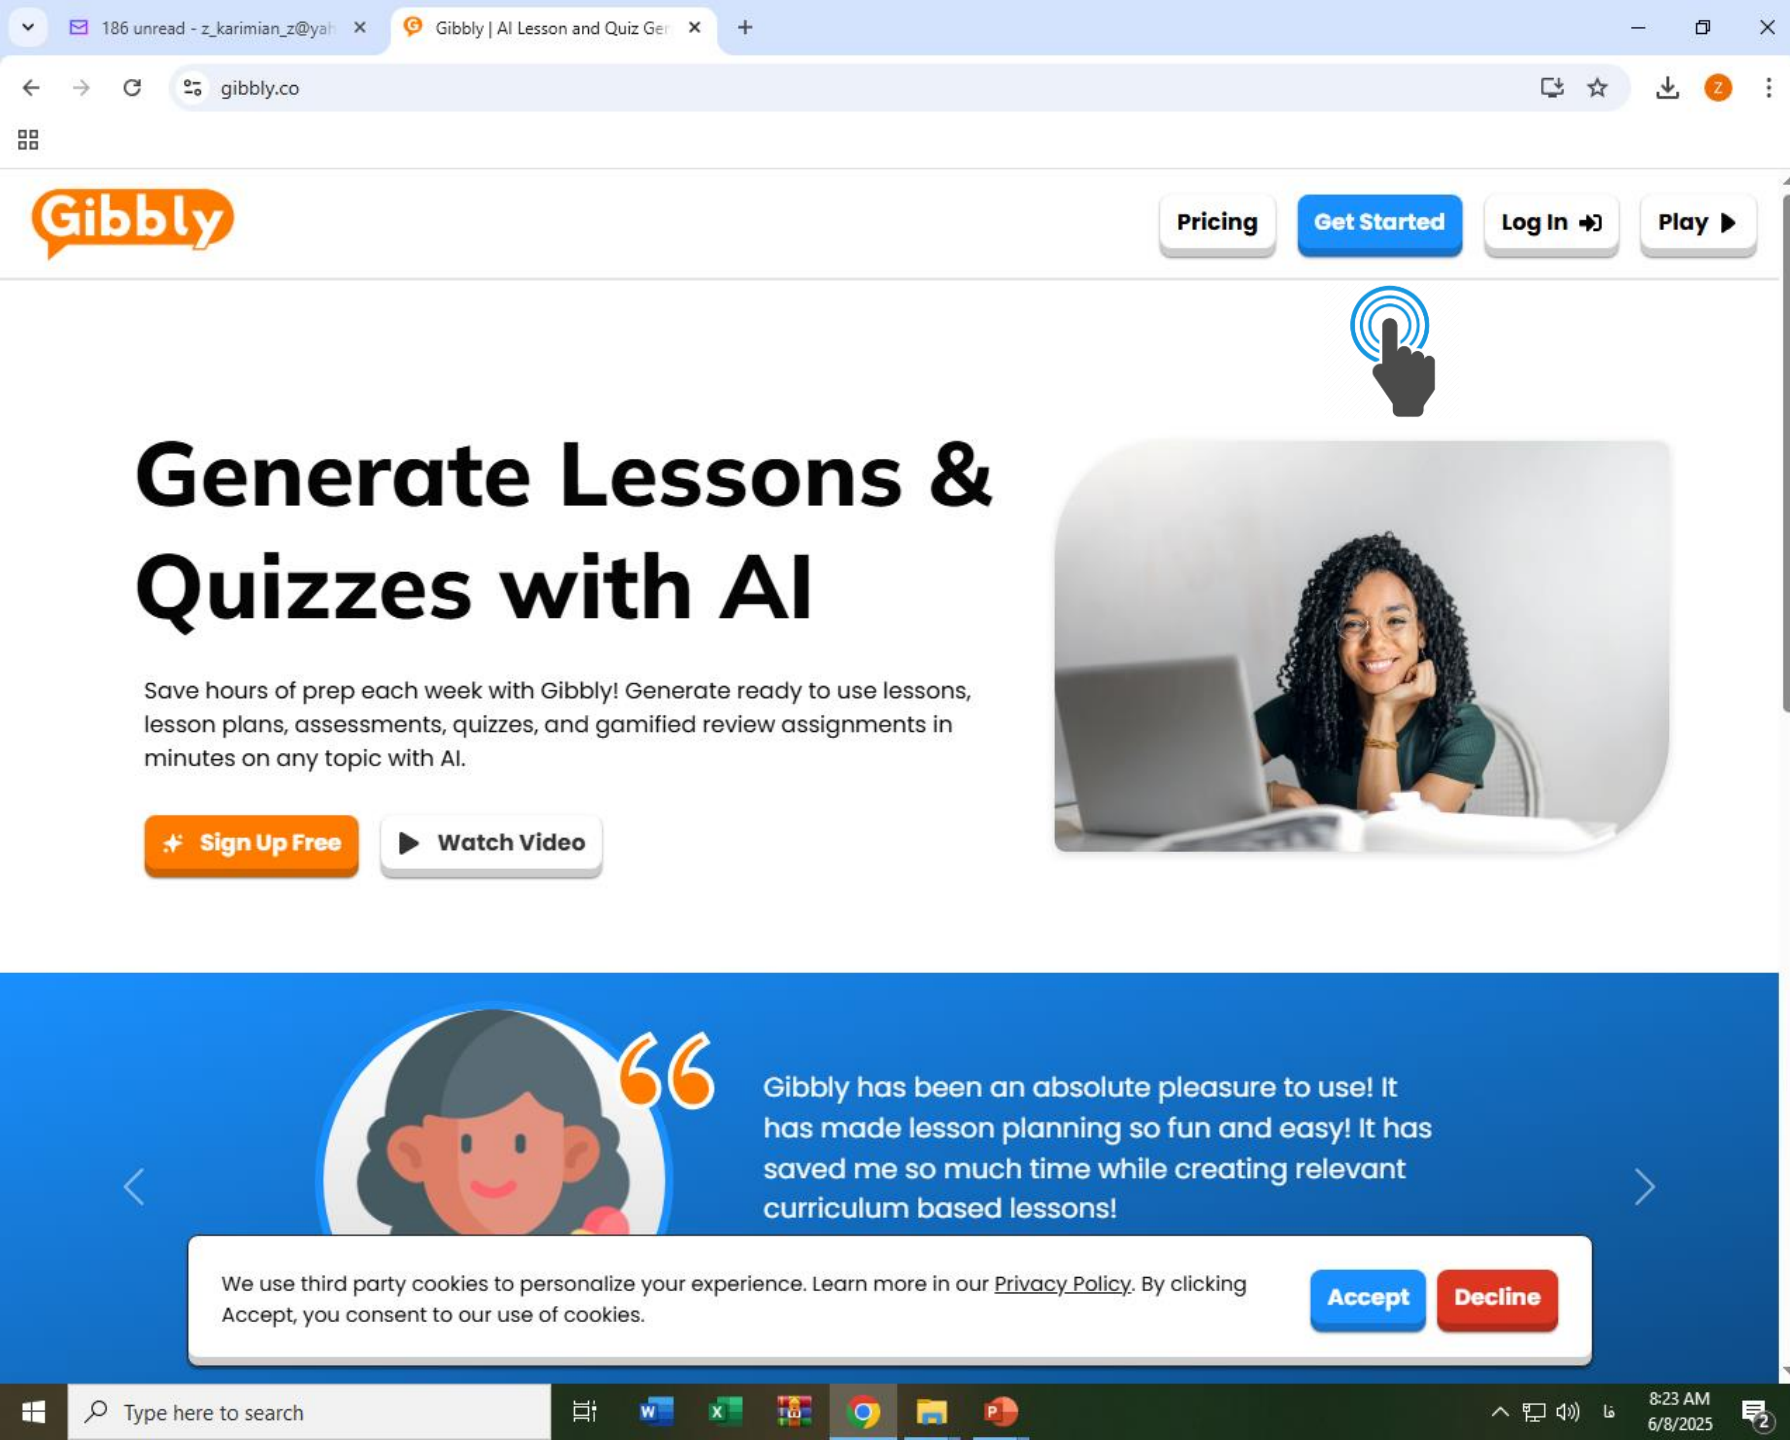 186 unread - z_karimian_z@yah
Gibbly | AI Lesson and Quiz Ger
gibbly.co
Z
Gibbly
Pricing
Get Started
Log In
Play
Generate Lessons &
Quizzes with AI
Save hours of prep each week with Gibbly! Generate ready to use lessons,
lesson plans, assessments, quizzes, and gamified review assignments in
minutes on any topic with AI.
Sign Up Free
Watch Video
Gibbly has been an absolute pleasure to use! It
has made lesson planning so fun and easy! It has
saved me so much time while creating relevant
curriculum based lessons!
We use third party cookies to personalize your experience. Learn more in our Privacy Policy. By clicking
Accept, you consent to our use of cookies.
Accept
Decline
Type here to search
فا
8:23 AM
6/8/2025
2